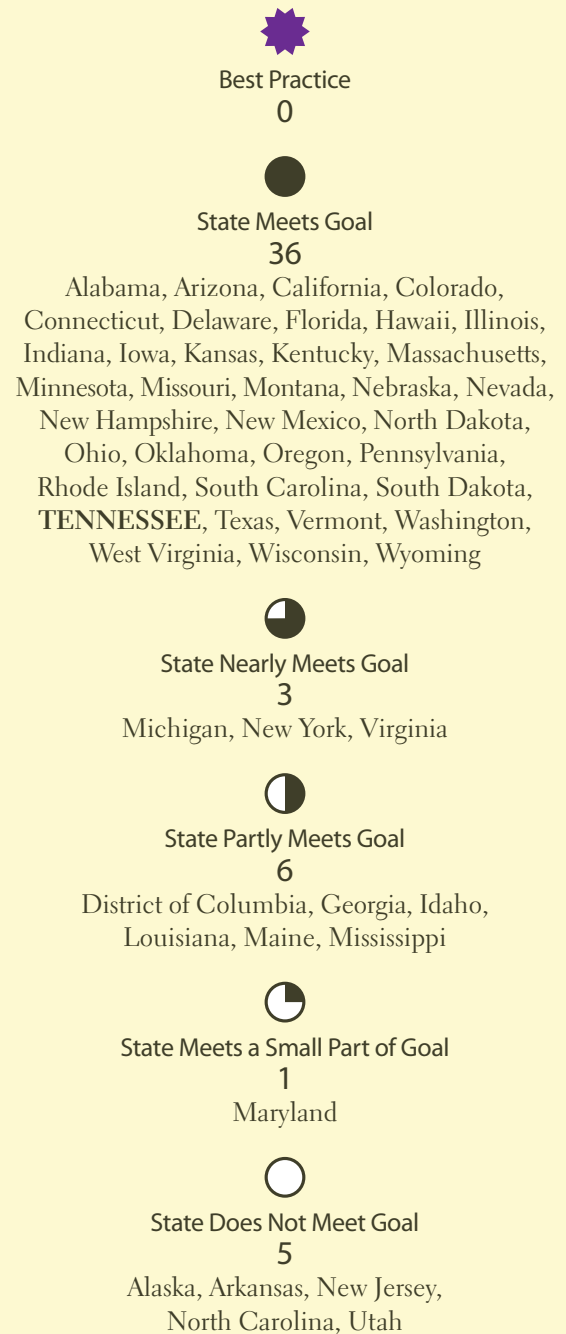 Best Practice
0
State Meets Goal
36
Alabama, Arizona, California, Colorado,
Connecticut, Delaware, Florida, Hawaii, Illinois,
Indiana, Iowa, Kansas, Kentucky, Massachusetts,
Minnesota, Missouri, Montana, Nebraska, Nevada,
New Hampshire, New Mexico, North Dakota,
Ohio, Oklahoma, Oregon, Pennsylvania,
Rhode Island, South Carolina, South Dakota,
TENNESSEE, Texas, Vermont, Washington,
West Virginia, Wisconsin, Wyoming
State Nearly Meets Goal
3
Michigan, New York, Virginia
State Partly Meets Goal
6
District of Columbia, Georgia, Idaho,
Louisiana, Maine, Mississippi
State Meets a Small Part of Goal
1
Maryland
State Does Not Meet Goal
5
Alaska, Arkansas, New Jersey,
North Carolina, Utah